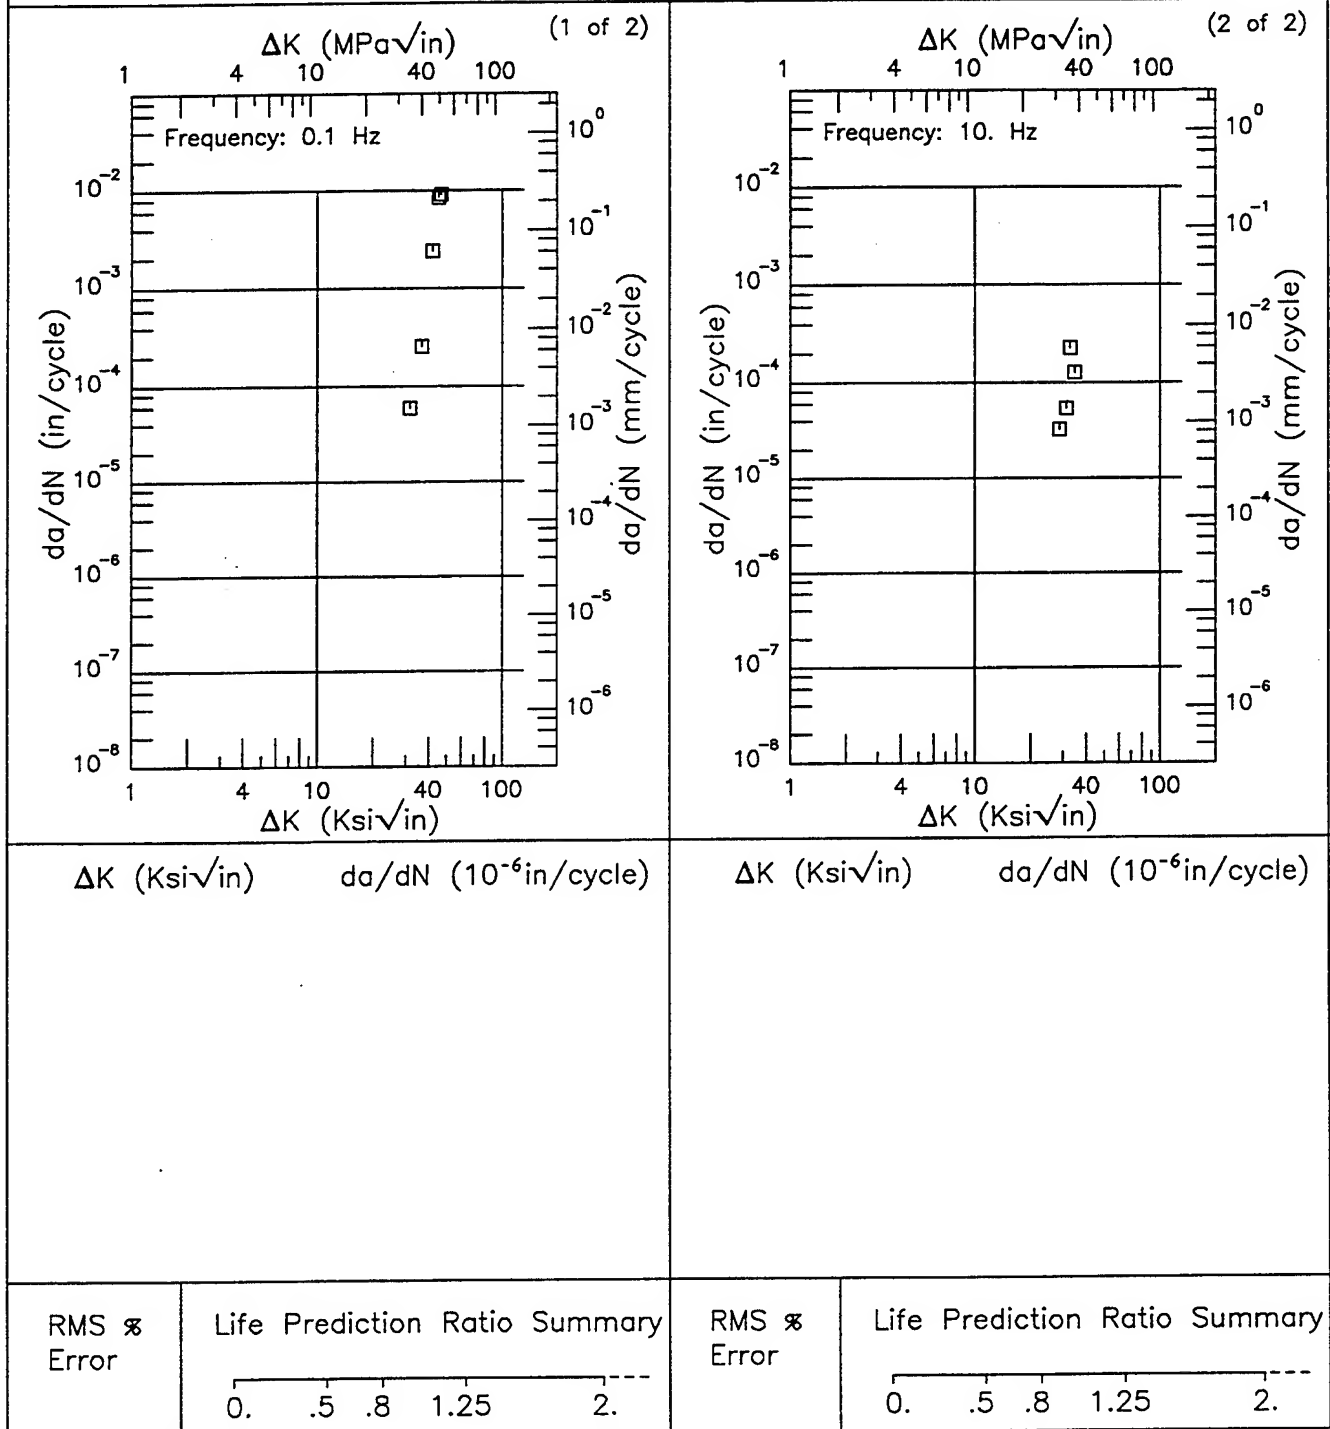 (1 of 2)
ΔK (MPa√in)
1 4 10 40 100
Frequency: 0.1 Hz
10⁰
10⁻¹
10⁻²
10⁻³
10⁻⁴
10⁻⁵
10⁻⁶
da/dN (mm/cycle)
10⁻²
10⁻³
10⁻⁴
10⁻⁵
10⁻⁶
10⁻⁷
10⁻⁸
da/dN (in/cycle)
1 4 10 40 100
ΔK (Ksi√in)
ΔK (Ksi√in) da/dN (10⁻⁶in/cycle)
RMS %
Error
Life Prediction Ratio Summary
0. .5 .8 1.25 2.
(2 of 2)
ΔK (MPa√in)
1 4 10 40 100
Frequency: 10. Hz
10⁰
10⁻¹
10⁻²
10⁻³
10⁻⁴
10⁻⁵
10⁻⁶
da/dN (mm/cycle)
10⁻²
10⁻³
10⁻⁴
10⁻⁵
10⁻⁶
10⁻⁷
10⁻⁸
da/dN (in/cycle)
1 4 10 40 100
ΔK (Ksi√in)
ΔK (Ksi√in) da/dN (10⁻⁶in/cycle)
RMS %
Error
Life Prediction Ratio Summary
0. .5 .8 1.25 2.